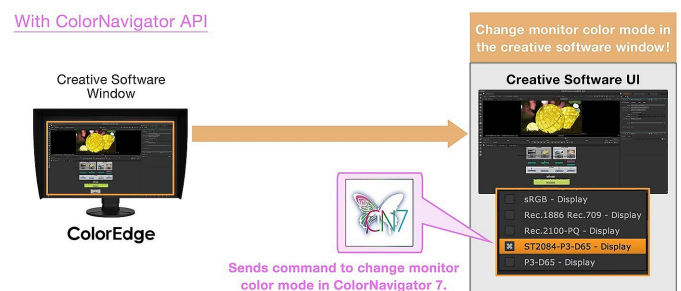 With ColorNavigator API
Change monitor color mode in
the creative software window!
Creative Software
Window
Creative Software UI
ColorEdge
CN7
sRGB - Display
Rec.1886 Rec.709 - Display
Rec.2100-PQ - Display
ST2084-P3-D65 - Display
P3-D65 - Display
Sends command to change monitor
color mode in ColorNavigator 7.